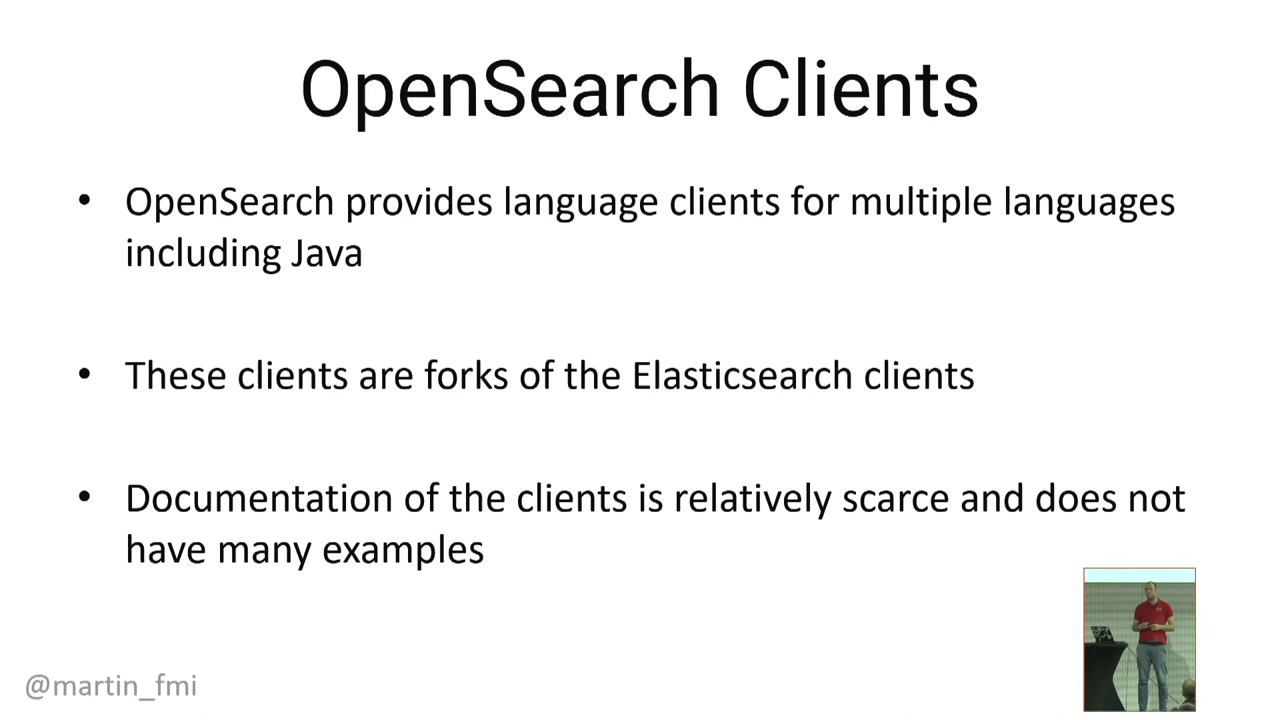 OpenSearch Clients
• OpenSearch provides language clients for multiple languages
including Java
• These clients are forks of the Elasticsearch clients
• Documentation of the clients is relatively scarce and does not
have many examples
@martin_fmi